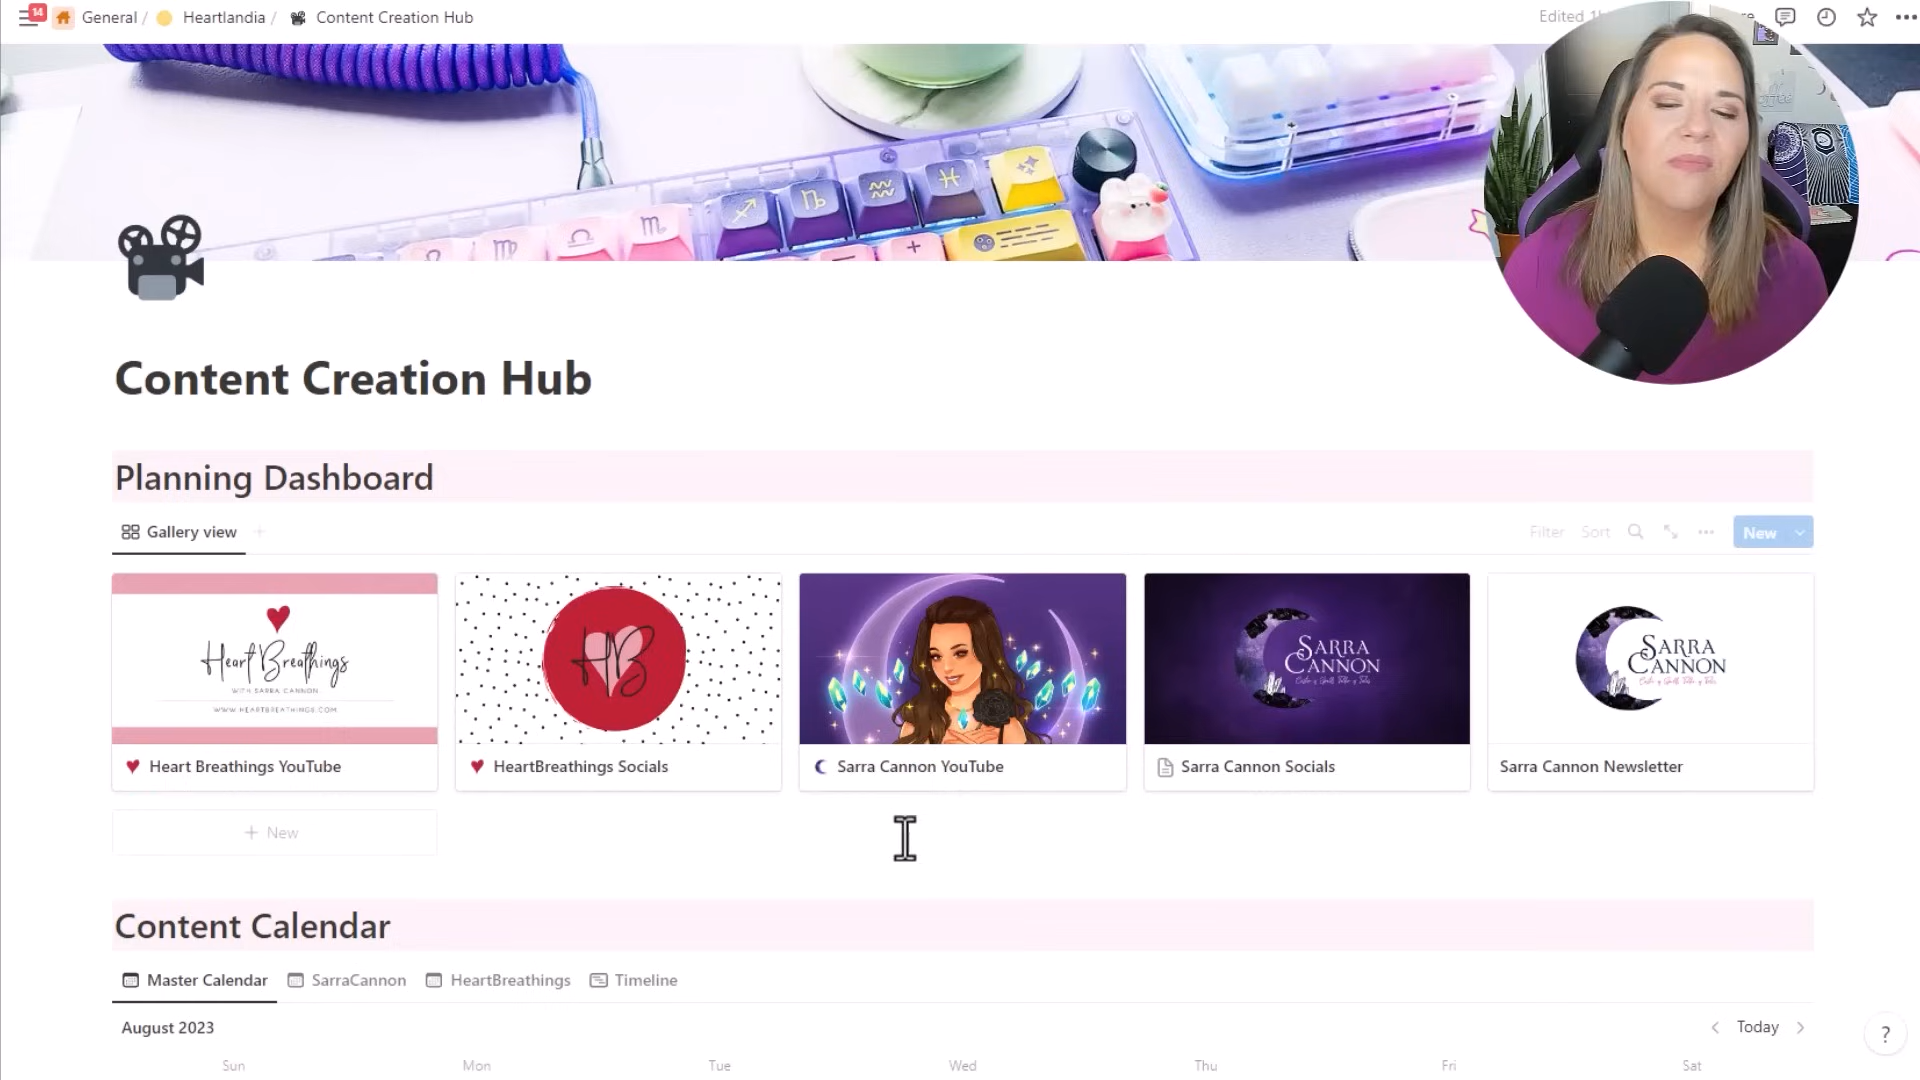 14 General / Heartlandia / Content Creation Hub
Edited
Content Creation Hub
Planning Dashboard
Gallery view
Filter Sort New
Heart Breathings
WITH SARRA CANNON
WWW.HEARTBREATHINGS.COM
HB
SARRA
CANNON
SARRA
CANNON
Heart Breathings YouTube
HeartBreathings Socials
Sarra Cannon YouTube
Sarra Cannon Socials
Sarra Cannon Newsletter
+ New
Content Calendar
Master Calendar SarraCannon HeartBreathings Timeline
August 2023
< Today >
?
Sun Mon Tue Wed Thu Fri Sat